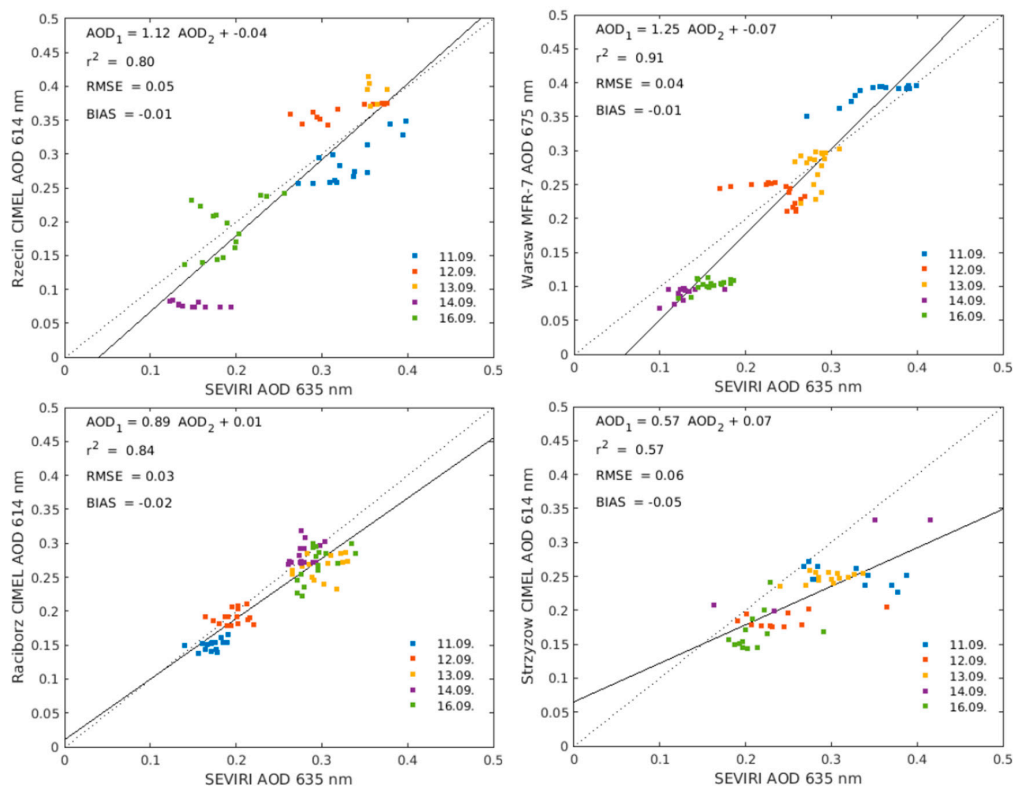 AOD1 = 1.12 AOD2 + -0.04
r2 = 0.80
RMSE = 0.05
BIAS = -0.01
0.5
0.45
0.4
0.35
0.3
0.25
0.2
0.15
0.1
0.05
0
Rzecin CIMEL AOD 614 nm
11.09.
12.09.
13.09.
14.09.
16.09.
0 0.1 0.2 0.3 0.4 0.5
SEVIRI AOD 635 nm
AOD1 = 1.25 AOD2 + -0.07
r2 = 0.91
RMSE = 0.04
BIAS = -0.01
0.5
0.45
0.4
0.35
0.3
0.25
0.2
0.15
0.1
0.05
0
Warsaw MFR-7 AOD 675 nm
11.09.
12.09.
13.09.
14.09.
16.09.
0 0.1 0.2 0.3 0.4 0.5
SEVIRI AOD 635 nm
AOD1 = 0.89 AOD2 + 0.01
r2 = 0.84
RMSE = 0.03
BIAS = -0.02
0.5
0.45
0.4
0.35
0.3
0.25
0.2
0.15
0.1
0.05
0
Raciborz CIMEL AOD 614 nm
11.09.
12.09.
13.09.
14.09.
16.09.
0 0.1 0.2 0.3 0.4 0.5
SEVIRI AOD 635 nm
AOD1 = 0.57 AOD2 + 0.07
r2 = 0.57
RMSE = 0.06
BIAS = -0.05
0.5
0.45
0.4
0.35
0.3
0.25
0.2
0.15
0.1
0.05
0
Strzyzow CIMEL AOD 614 nm
11.09.
12.09.
13.09.
14.09.
16.09.
0 0.1 0.2 0.3 0.4 0.5
SEVIRI AOD 635 nm